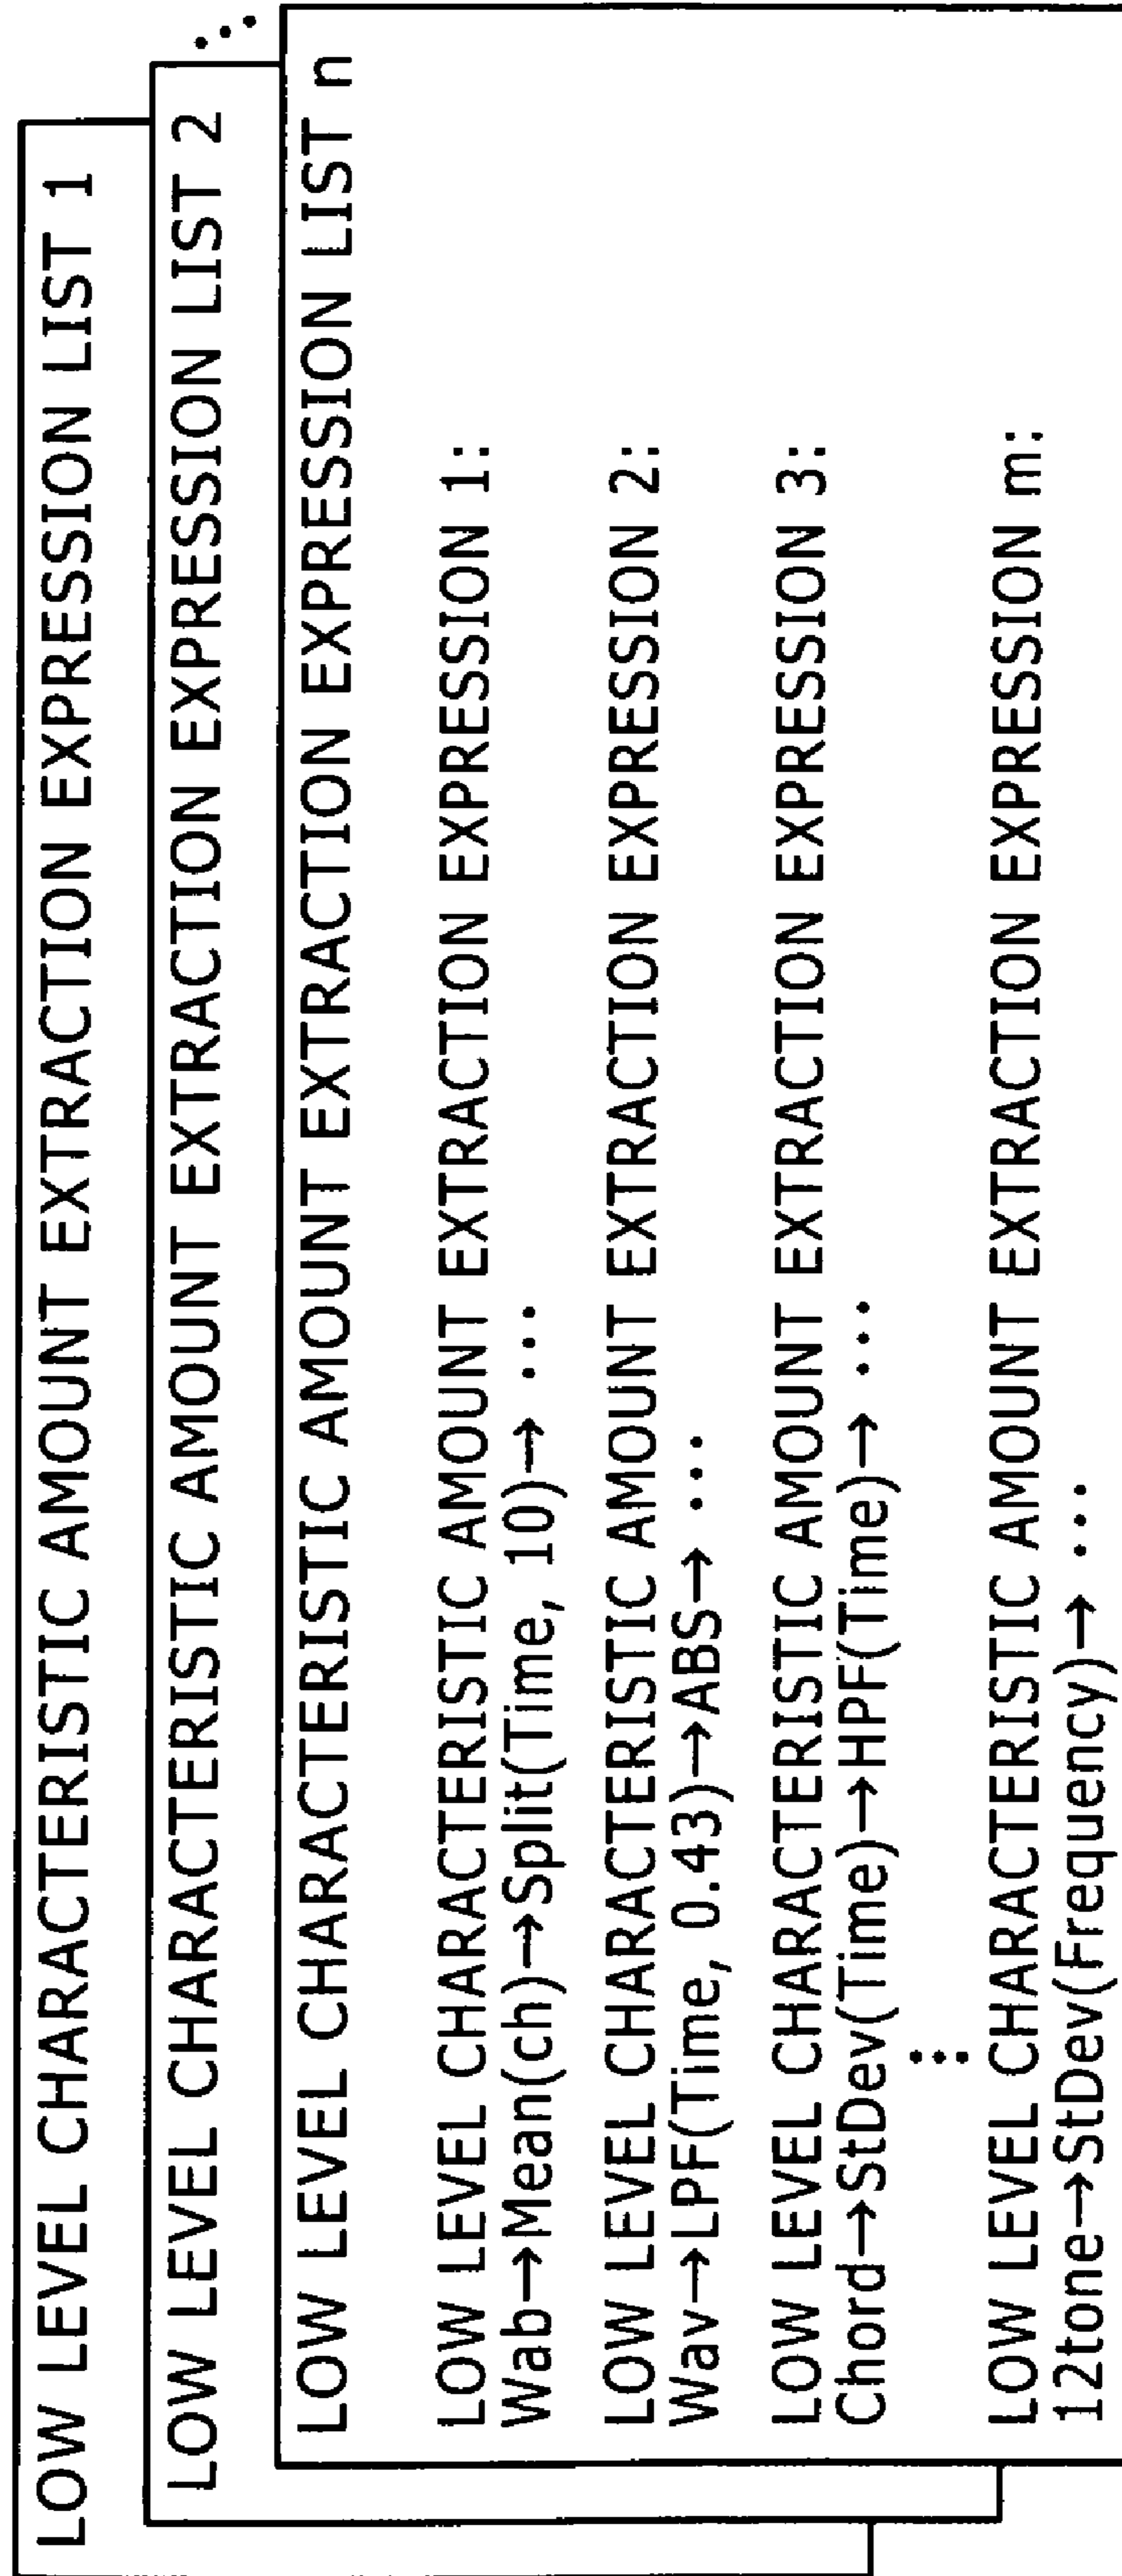 LOW LEVEL CHARACTERISTIC AMOUNT EXTRACTION EXPRESSION LIST 1
LOW LEVEL CHARACTERISTIC AMOUNT EXTRACTION EXPRESSION LIST 2
...
LOW LEVEL CHARACTERISTIC AMOUNT EXTRACTION EXPRESSION LIST n
LOW LEVEL CHARACTERISTIC AMOUNT EXTRACTION EXPRESSION 1:
Wab→Mean(ch)→Split(Time, 10)→ ...
LOW LEVEL CHARACTERISTIC AMOUNT EXTRACTION EXPRESSION 2:
Wav→LPF(Time, 0.43)→ABS→ ...
LOW LEVEL CHARACTERISTIC AMOUNT EXTRACTION EXPRESSION 3:
Chord→StDev(Time)→HPF(Time)→ ...
...
LOW LEVEL CHARACTERISTIC AMOUNT EXTRACTION EXPRESSION m:
12tone→StDev(Frequency)→ ...